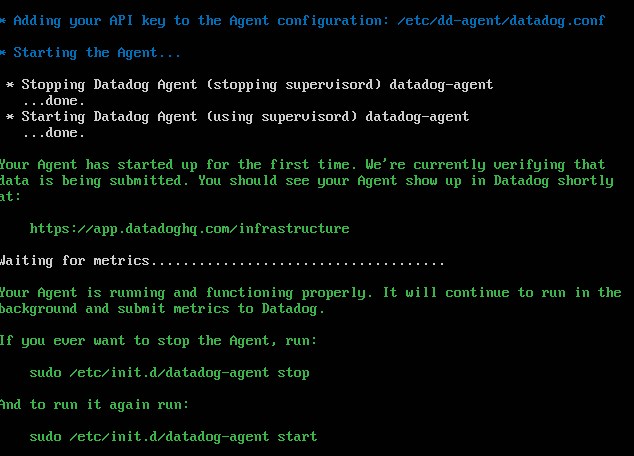 * Adding your API key to the Agent configuration: /etc/dd-agent/datadog.conf
* Starting the Agent...
* Stopping Datadog Agent (stopping supervisord) datadog-agent
...done.
* Starting Datadog Agent (using supervisord) datadog-agent
...done.
Your Agent has started up for the first time. We're currently verifying that
data is being submitted. You should see your Agent show up in Datadog shortly
at:
https://app.datadoghq.com/infrastructure
Waiting for metrics.....................................
Your Agent is running and functioning properly. It will continue to run in the
background and submit metrics to Datadog.
If you ever want to stop the Agent, run:
sudo /etc/init.d/datadog-agent stop
And to run it again run:
sudo /etc/init.d/datadog-agent start